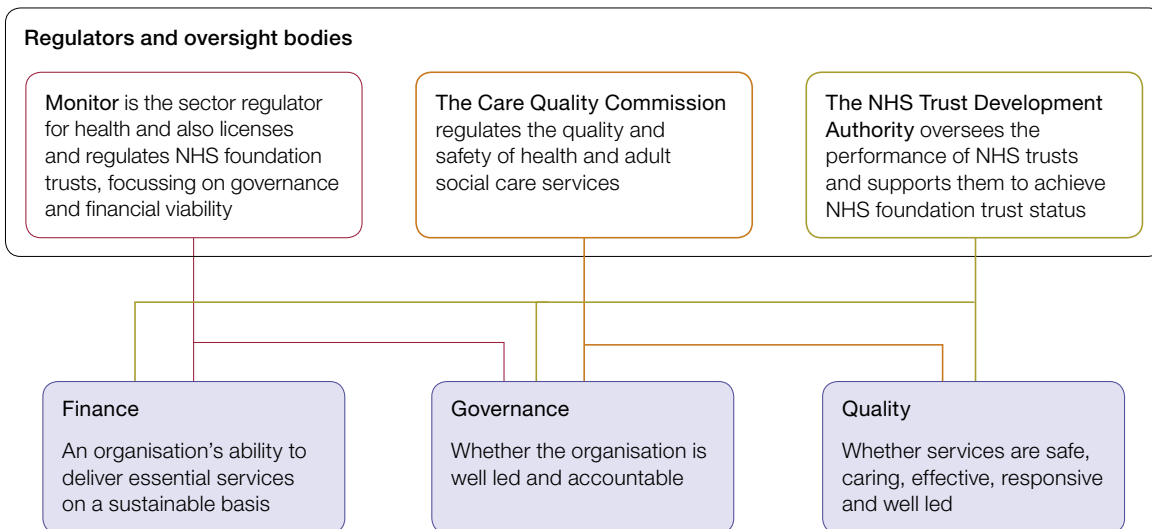 Regulators and oversight bodies
Monitor is the sector regulator
for health and also licenses
and regulates NHS foundation
trusts, focussing on governance
and financial viability
The Care Quality Commission
regulates the quality and
safety of health and adult
social care services
The NHS Trust Development
Authority oversees the
performance of NHS trusts
and supports them to achieve
NHS foundation trust status
Finance
An organisation’s ability to
deliver essential services
on a sustainable basis
Governance
Whether the organisation is
well led and accountable
Quality
Whether services are safe,
caring, effective, responsive
and well led